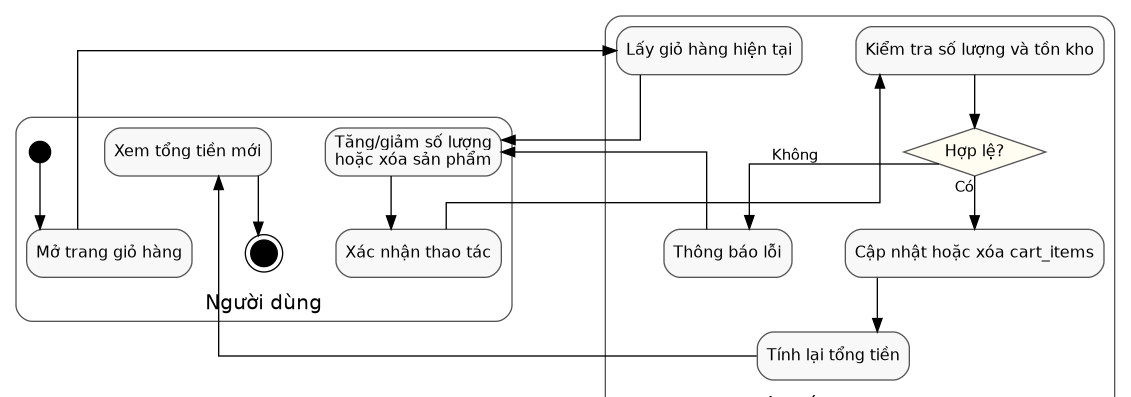 Lấy giỏ hàng hiện tại
Kiểm tra số lượng và tồn kho
Xem tổng tiền mới
Tăng/giảm số lượng
hoặc xóa sản phẩm
Không
Hợp lệ?
Có
Mở trang giỏ hàng
Xác nhận thao tác
Thông báo lỗi
Cập nhật hoặc xóa cart_items
Người dùng
Tính lại tổng tiền